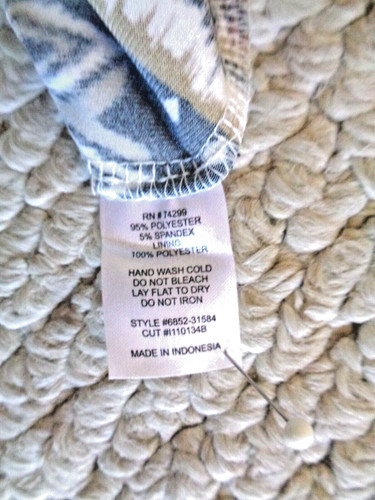 RN #74299
95% POLYESTER
5% SPANDEX
LINING
100% POLYESTER
HAND WASH COLD
DO NOT BLEACH
LAY FLAT TO DRY
DO NOT IRON
STYLE #6852-31584
CUT #I110134B
MADE IN INDONESIA